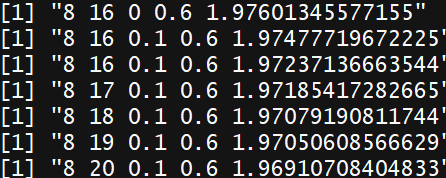 [1] "8 16 0 0.6 1.97601345577155"
[1] "8 16 0.1 0.6 1.97477719672225"
[1] "8 16 0.1 0.6 1.97237136663544"
[1] "8 17 0.1 0.6 1.97185417282665"
[1] "8 18 0.1 0.6 1.97079190811744"
[1] "8 19 0.1 0.6 1.97050608566629"
[1] "8 20 0.1 0.6 1.96910708404833"